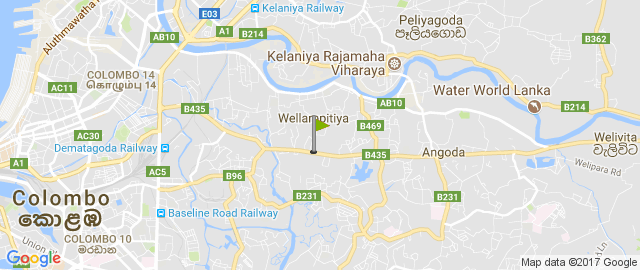 Kelaniya Railway
E03
A1
AB10
B214
Aluthmawatha Rd
Peliyagoda
පෑලියගොඩ
B362
Kelaniya Rajamaha
Viharaya
COLOMBO 14
කොළඹ 14
AC11
B435
Wellampitiya
AB10
Water World Lanka
B214
B469
AC30
Dematagoda Railway
A1
AC5
B435
Angoda
Welivita
වැලිවිට
Welipara Rd
B96
B231
B231
Colombo
කොළඹ
Baseline Road Railway
Union
COLOMBO 10
මරදාන
Google
Map data ©2017 Google